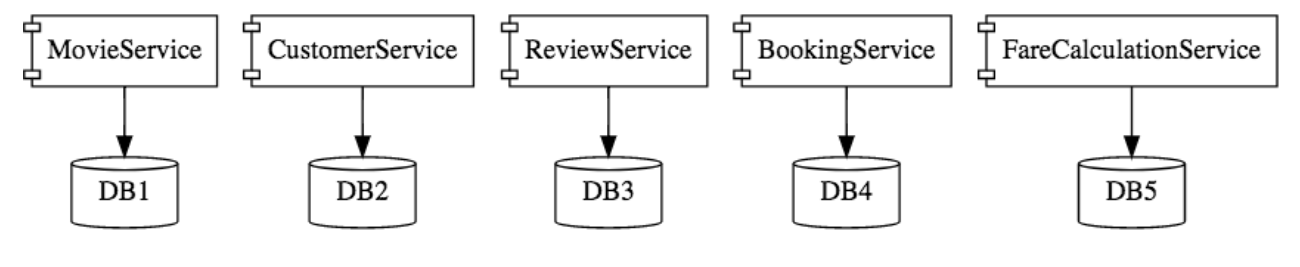 MovieService
CustomerService
ReviewService
BookingService
FareCalculationService
DB1
DB2
DB3
DB4
DB5